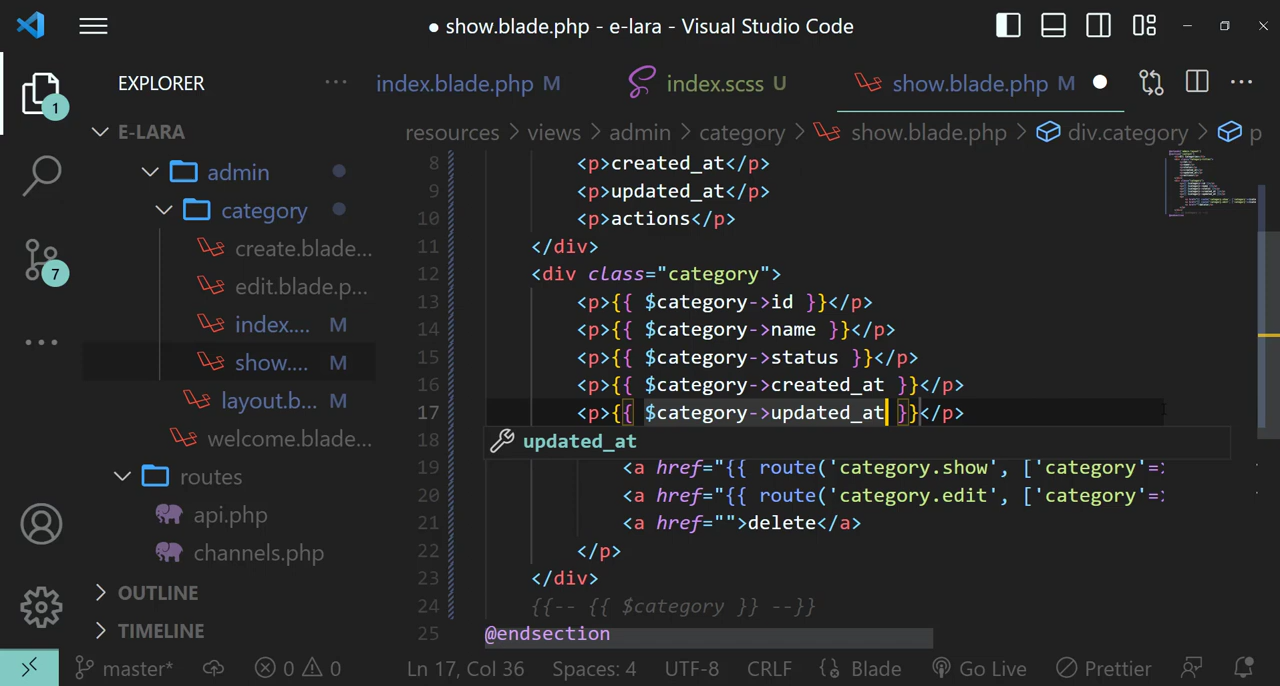 ● show.blade.php - e-lara - Visual Studio Code
EXPLORER
index.blade.php M
index.scss U
show.blade.php M
1
E-LARA
resources > views > admin > category > show.blade.php > div.category > p
admin
category
create.blade...
edit.blade.p...
index.... M
show.... M
layout.b... M
welcome.blade...
routes
api.php
channels.php
OUTLINE
TIMELINE
7
8 <p>created_at</p>
9 <p>updated_at</p>
10 <p>actions</p>
11 </div>
12 <div class="category">
13 <p>{{ $category->id }}</p>
14 <p>{{ $category->name }}</p>
15 <p>{{ $category->status }}</p>
16 <p>{{ $category->created_at }}</p>
17 <p>{{ $category->updated_at }}</p>
18
updated_at
19 <a href="{{ route('category.show', ['category'=>
20 <a href="{{ route('category.edit', ['category'=>
21 <a href="">delete</a>
22 </p>
23 </div>
24 {{-- {{ $category }} --}}
25 @endsection
master* 0 0 Ln 17, Col 36 Spaces: 4 UTF-8 CRLF Blade Go Live Prettier